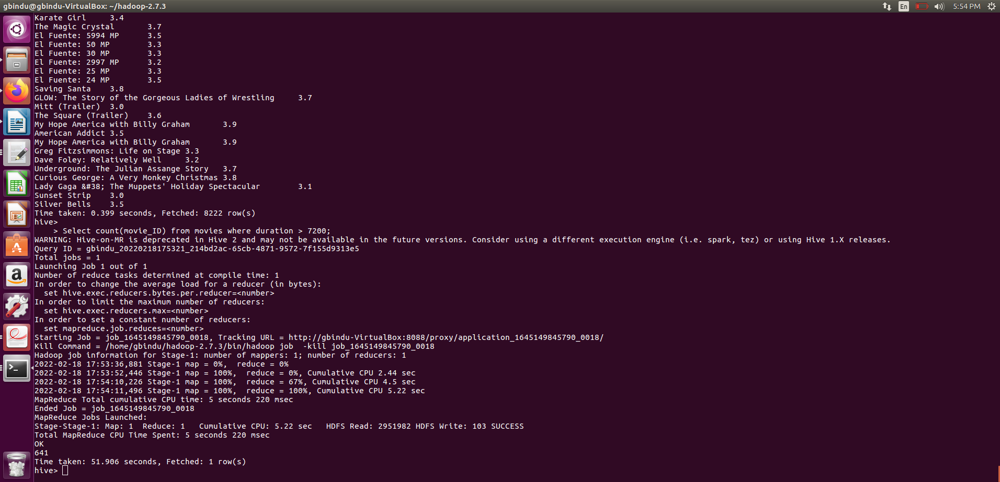 gbindu@gbindu-VirtualBox: ~/hadoop-2.7.3 En 5:54 PM
Karate Girl 3.4
The Magic Crystal 3.7
El Fuente: 5994 MP 3.5
El Fuente: 50 MP 3.3
El Fuente: 30 MP 3.3
El Fuente: 2997 MP 3.2
El Fuente: 25 MP 3.3
El Fuente: 24 MP 3.5
Saving Santa 3.8
GLOW: The Story of the Gorgeous Ladies of Wrestling 3.7
Mitt (Trailer) 3.0
The Square (Trailer) 3.6
My Hope America with Billy Graham 3.9
American Addict 3.5
My Hope America with Billy Graham 3.9
Greg Fitzsimmons: Life on Stage 3.3
Dave Foley: Relatively Well 3.2
Underground: The Julian Assange Story 3.7
Curious George: A Very Monkey Christmas 3.8
Lady Gaga &#38; The Muppets' Holiday Spectacular 3.1
Sunset Strip 3.0
Silver Bells 3.5
Time taken: 0.399 seconds, Fetched: 8222 row(s)
hive>
    > Select count(movie_ID) from movies where duration > 7200;
WARNING: Hive-on-MR is deprecated in Hive 2 and may not be available in the future versions. Consider using a different execution engine (i.e. spark, tez) or using Hive 1.X releases.
Query ID = gbindu_20220218175321_214bd2ac-65cb-4871-9572-7f155d9313e5
Total jobs = 1
Launching Job 1 out of 1
Number of reduce tasks determined at compile time: 1
In order to change the average load for a reducer (in bytes):
  set hive.exec.reducers.bytes.per.reducer=<number>
In order to limit the maximum number of reducers:
  set hive.exec.reducers.max=<number>
In order to set a constant number of reducers:
  set mapreduce.job.reduces=<number>
Starting Job = job_1645149845790_0018, Tracking URL = http://gbindu-VirtualBox:8088/proxy/application_1645149845790_0018/
Kill Command = /home/gbindu/hadoop-2.7.3/bin/hadoop job  -kill job_1645149845790_0018
Hadoop job information for Stage-1: number of mappers: 1; number of reducers: 1
2022-02-18 17:53:36,881 Stage-1 map = 0%,  reduce = 0%
2022-02-18 17:53:52,446 Stage-1 map = 100%,  reduce = 0%, Cumulative CPU 2.44 sec
2022-02-18 17:54:10,226 Stage-1 map = 100%,  reduce = 67%, Cumulative CPU 4.5 sec
2022-02-18 17:54:11,496 Stage-1 map = 100%,  reduce = 100%, Cumulative CPU 5.22 sec
MapReduce Total cumulative CPU time: 5 seconds 220 msec
Ended Job = job_1645149845790_0018
MapReduce Jobs Launched:
Stage-Stage-1: Map: 1  Reduce: 1   Cumulative CPU: 5.22 sec   HDFS Read: 2951982 HDFS Write: 103 SUCCESS
Total MapReduce CPU Time Spent: 5 seconds 220 msec
OK
641
Time taken: 51.906 seconds, Fetched: 1 row(s)
hive>